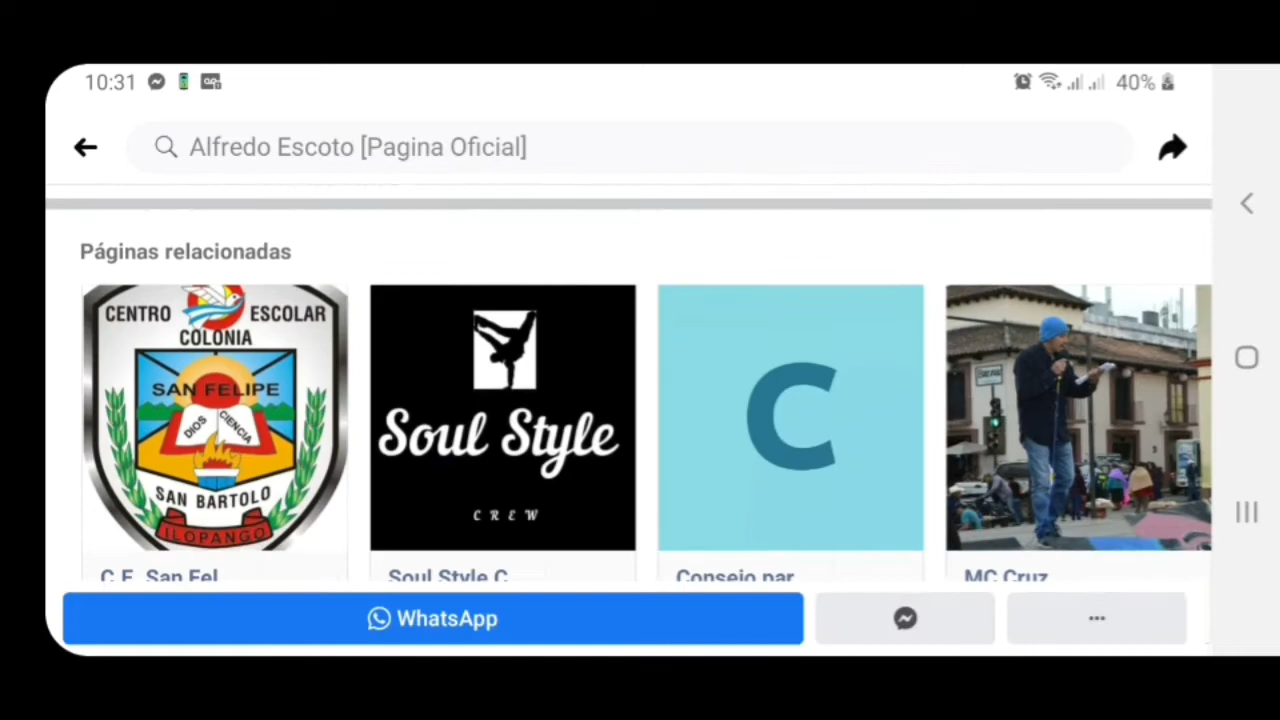 10:31
40%
Alfredo Escoto [Pagina Oficial]
Páginas relacionadas
CENTRO ESCOLAR
COLONIA
SAN FELIPE
DIOS CIENCIA
SAN BARTOLO
ILOPANGO
Soul Style
CREW
C
C.E. San Fel
Soul Style C
Consejo par
MC Cruz
WhatsApp